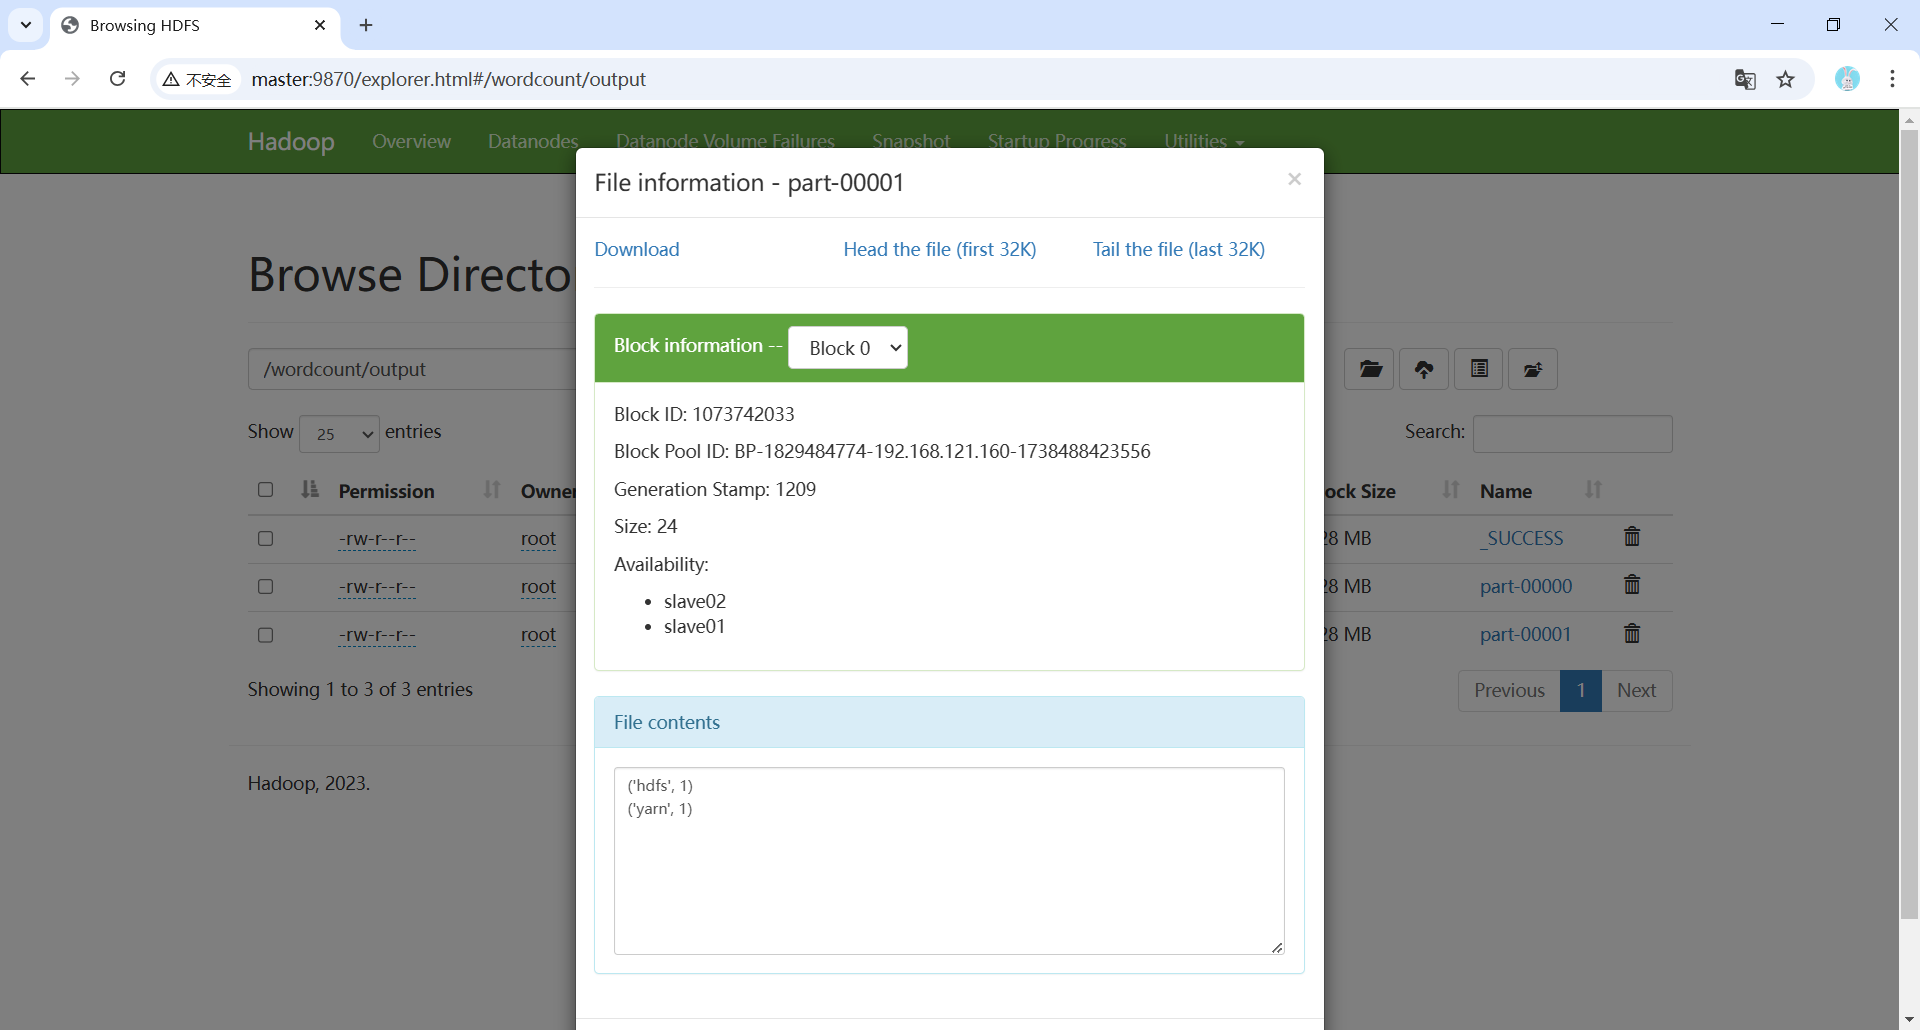 Browsing HDFS
不安全 master:9870/explorer.html#/wordcount/output
Hadoop Overview Datanodes Datanode Volume Failures Snapshot Startup Progress Utilities
File information - part-00001 ×
Download Head the file (first 32K) Tail the file (last 32K)
Browse Directo
Block information -- Block 0
/wordcount/output
Block ID: 1073742033
Show 25 entries
Search:
Block Pool ID: BP-1829484774-192.168.121.160-1738488423556
Permission Owner
Generation Stamp: 1209
ock Size Name
Size: 24
-rw-r--r-- root
28 MB _SUCCESS
Availability:
-rw-r--r-- root
slave02
28 MB part-00000
slave01
-rw-r--r-- root
28 MB part-00001
Showing 1 to 3 of 3 entries
Previous 1 Next
File contents
('hdfs', 1)
('yarn', 1)
Hadoop, 2023.